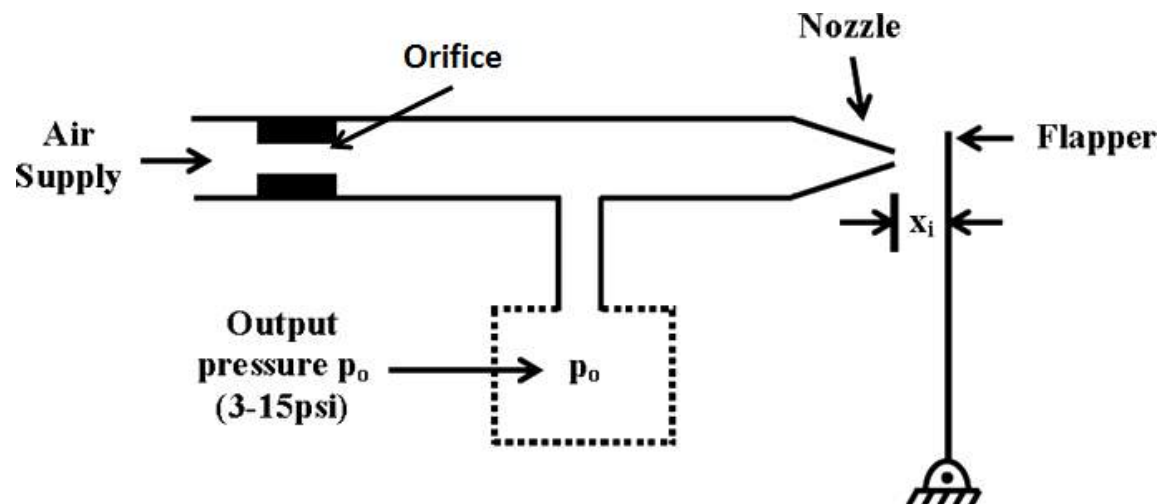 Nozzle
Orifice
Air
Supply
Flapper
xi
Output
pressure po
(3-15psi)
po